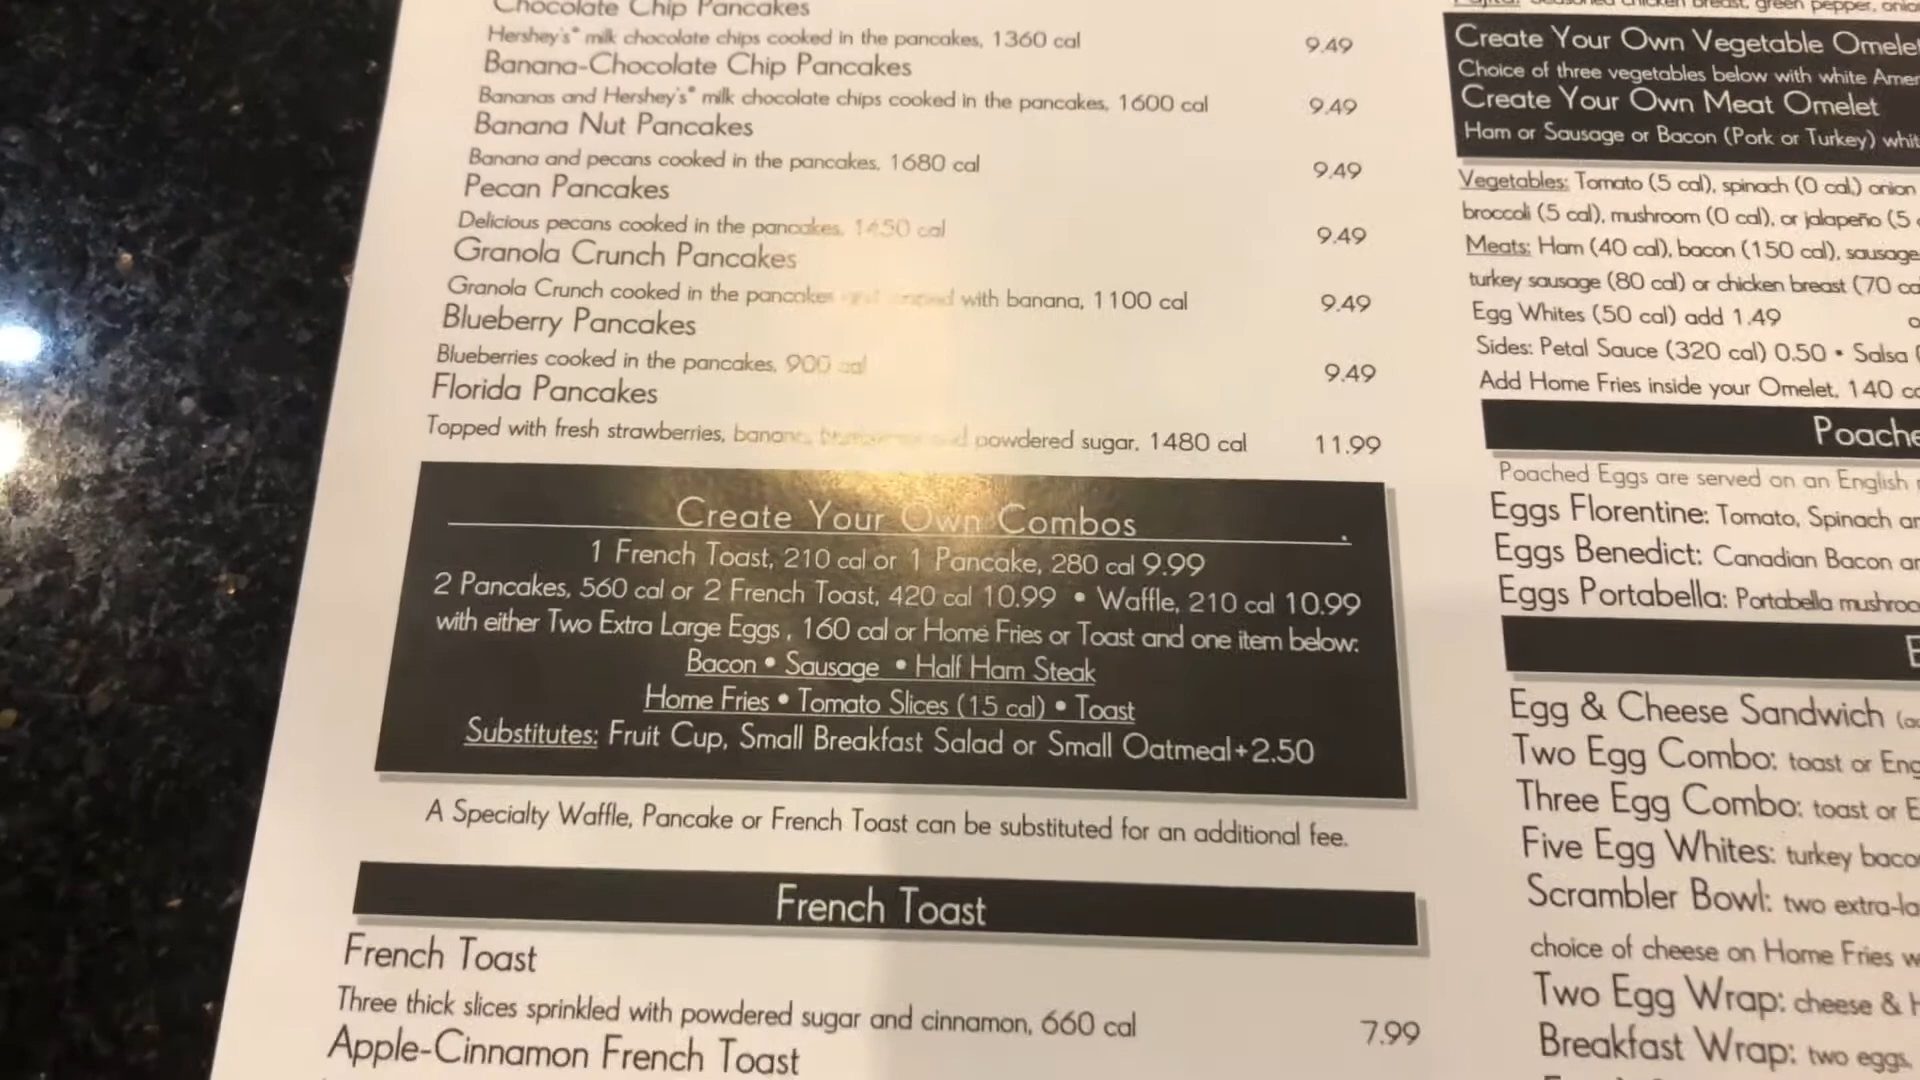 Chocolate Chip Pancakes
Hershey's® milk chocolate chips cooked in the pancakes, 1360 cal 9.49
Banana-Chocolate Chip Pancakes
Bananas and Hershey's® milk chocolate chips cooked in the pancakes, 1600 cal 9.49
Banana Nut Pancakes
Banana and pecans cooked in the pancakes, 1680 cal 9.49
Pecan Pancakes
Delicious pecans cooked in the pancakes, 1450 cal 9.49
Granola Crunch Pancakes
Granola Crunch cooked in the pancakes with banana, 1100 cal 9.49
Blueberry Pancakes
Blueberries cooked in the pancakes, 900 cal 9.49
Florida Pancakes
Topped with fresh strawberries, powdered sugar, 1480 cal 11.99
Create Your Own Combos
1 French Toast, 210 cal or 1 Pancake, 280 cal 9.99
2 Pancakes, 560 cal or 2 French Toast, 420 cal 10.99 • Waffle, 210 cal 10.99
with either Two Extra Large Eggs , 160 cal or Home Fries or Toast and one item below:
Bacon • Sausage • Half Ham Steak
Home Fries • Tomato Slices (15 cal) • Toast
Substitutes: Fruit Cup, Small Breakfast Salad or Small Oatmeal+2.50
A Specialty Waffle, Pancake or French Toast can be substituted for an additional fee.
French Toast
French Toast
Three thick slices sprinkled with powdered sugar and cinnamon, 660 cal 7.99
Apple-Cinnamon French Toast
chicken breast, green pepper,
Create Your Own Vegetable
Choice of three vegetables below with white
Create Your Own Meat Omelet
Ham or Sausage or Bacon (Pork or Turkey)
Vegetables: Tomato (5 cal), spinach (0 cal,) onion
broccoli (5 cal), mushroom (0 cal), or jalapeño (5
Meats: Ham (40 cal), bacon (150 cal), sausage
turkey sausage (80 cal) or chicken breast (70
Egg Whites (50 cal) add 1.49
Sides: Petal Sauce (320 cal) 0.50 • Salsa
Add Home Fries inside your Omelet, 140
Poache
Poached Eggs are served on an English
Eggs Florentine: Tomato, Spinach
Eggs Benedict: Canadian Bacon
Eggs Portabella: Portabella
E
Egg & Cheese Sandwich
Two Egg Combo: toast or
Three Egg Combo: toast or
Five Egg Whites: turkey
Scrambler Bowl: two
choice of cheese on Home Fries
Two Egg Wrap: cheese &
Breakfast Wrap: two eggs,